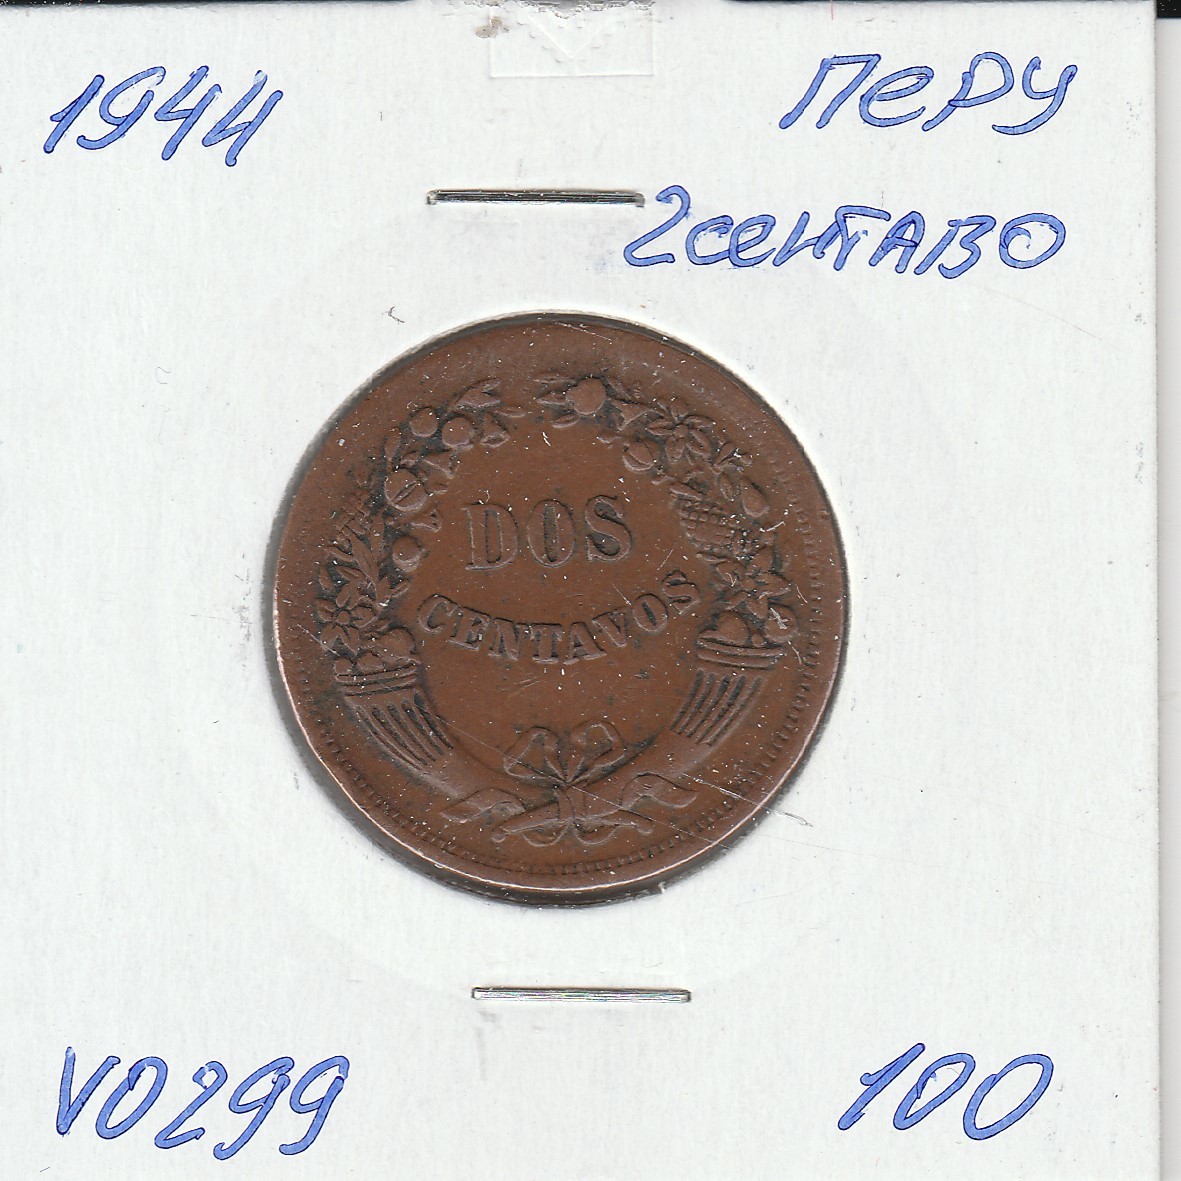 1944
ПеРУ
2сентАВО
DOS
CENTAVOS
V0299
100